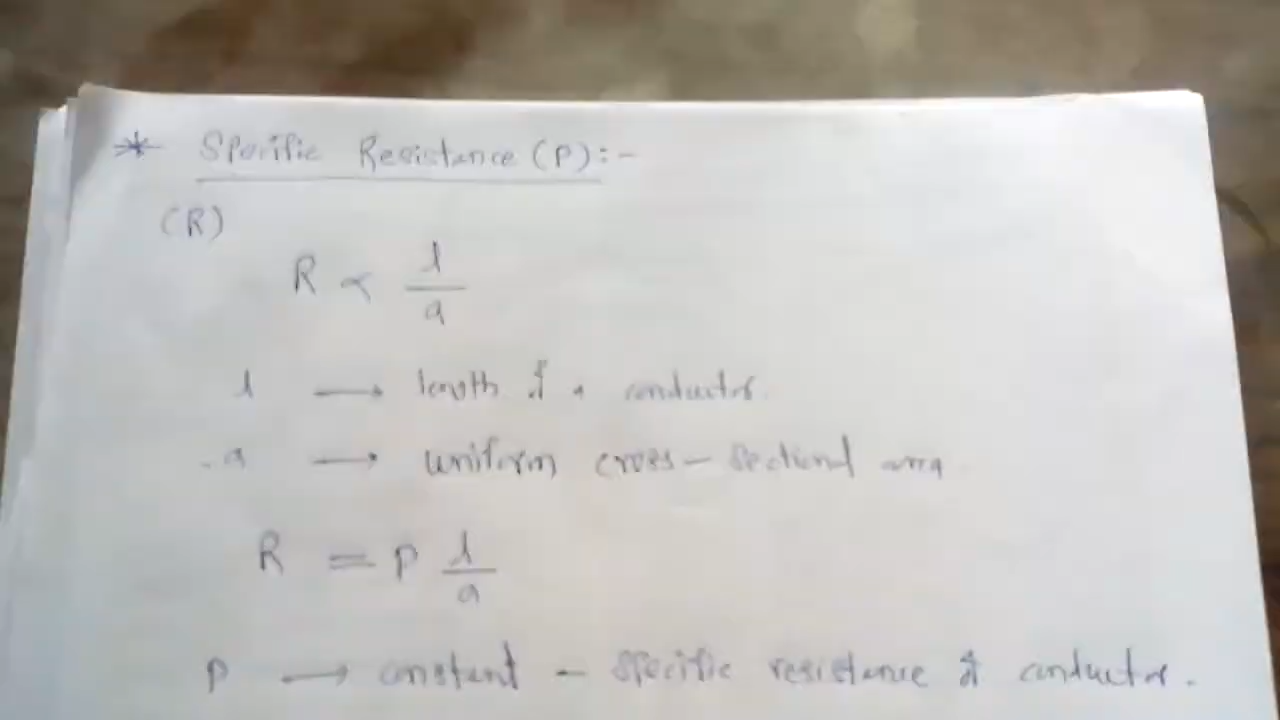 * Specific Resistance (ρ):-
(R)
R ∝ l/a
l → length of a conductor.
a → uniform cross-sectional area.
R = ρ l/a
ρ → constant - specific resistance of conductor.